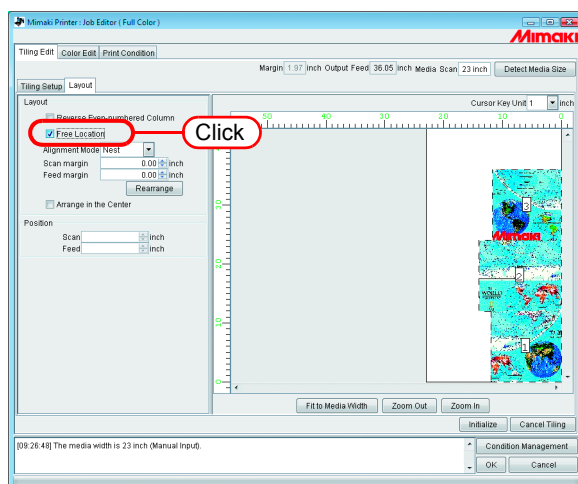 Mimaki Printer : Job Editor ( Full Color )
Mimaki
Tiling Edit Color Edit Print Condition
Margin 1.97 inch Output Feed 36.05 inch Media Scan 23 inch Detect Media Size
Tiling Setup Layout
Layout
Cursor Key Unit 1 inch
Reverse Even-numbered Column
Free Location
Click
50 40 30 20 10 0
Alignment Mode Nest
Scan margin 0.00 inch
Feed margin 0.00 inch
Rearrange
Arrange in the Center
Position
Scan inch
Feed inch
30
20
10
0
3
Mimaki
2
WORLD
1
Fit to Media Width Zoom Out Zoom In
Initialize Cancel Tiling
[09:26:48] The media width is 23 inch (Manual Input).
Condition Management
OK Cancel